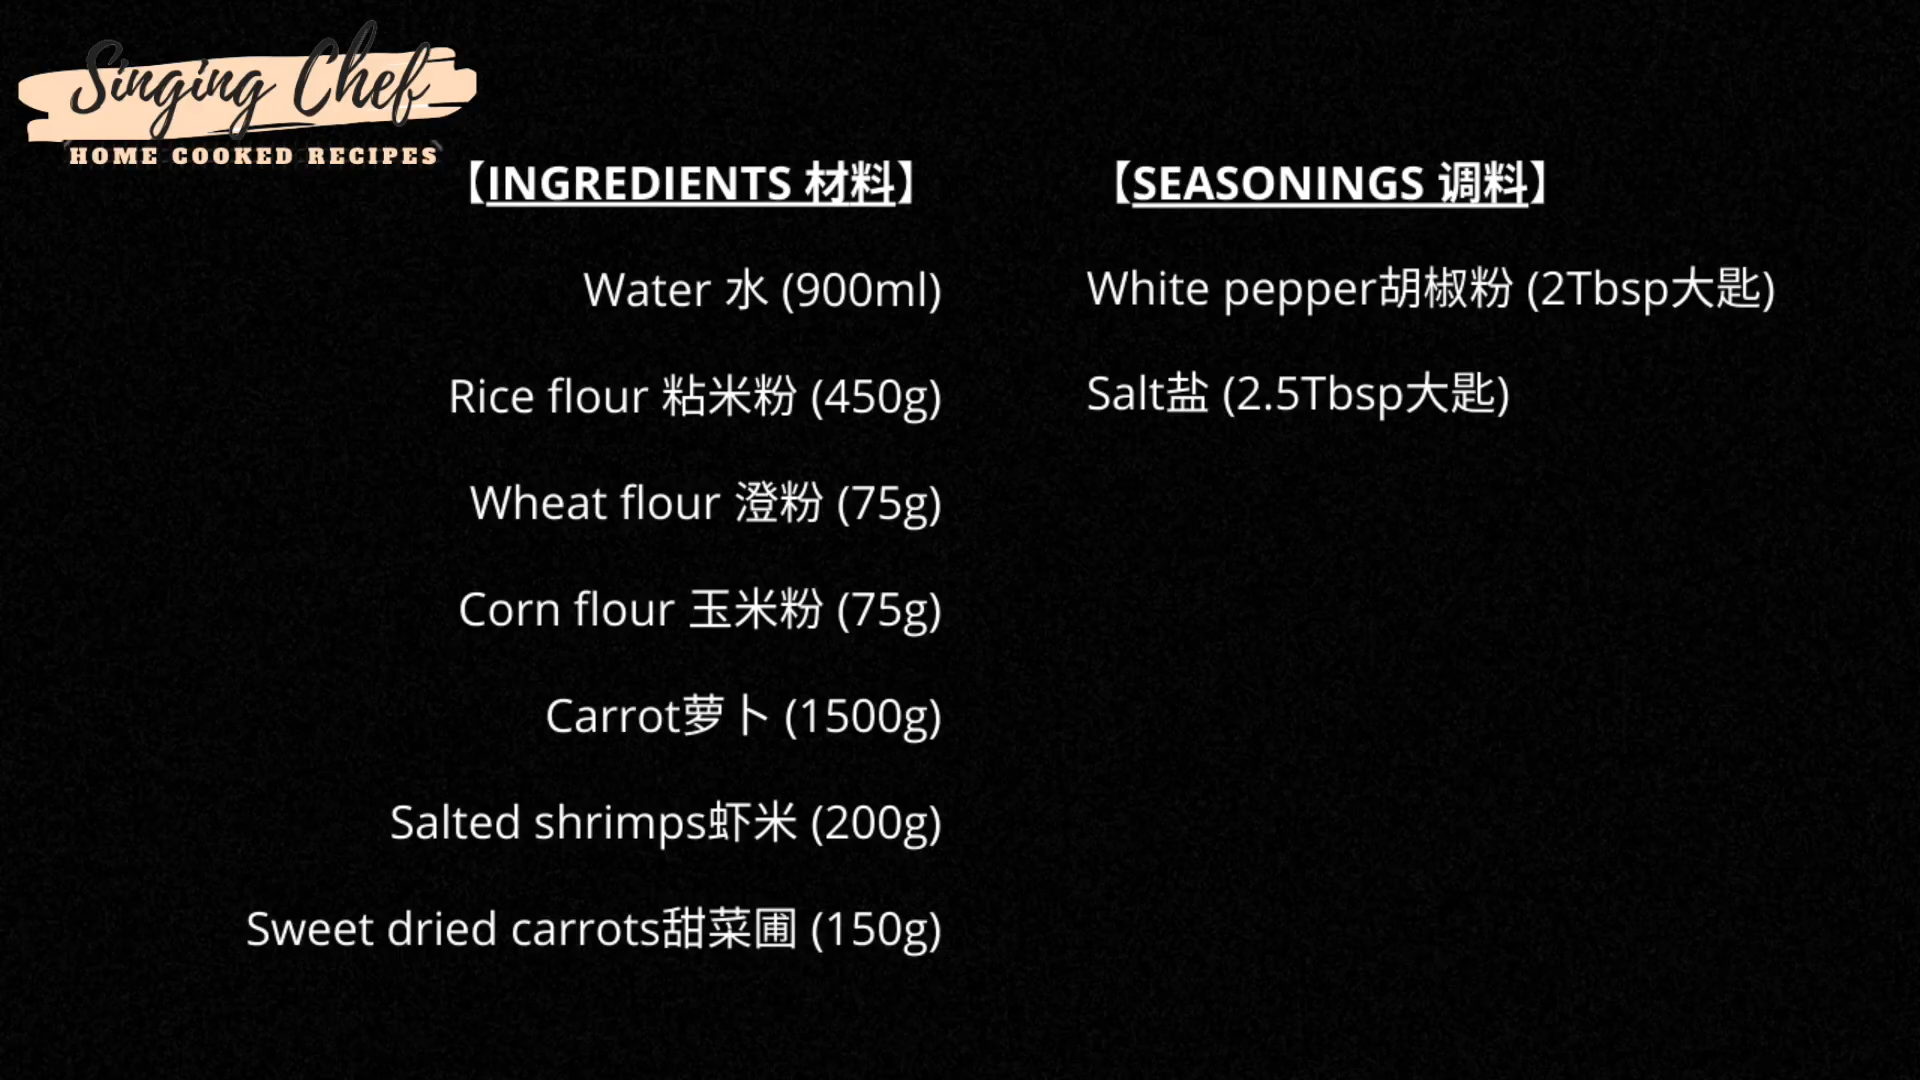 Singing Chef
HOME COOKED RECIPES
【INGREDIENTS 材料】
Water 水 (900ml)
Rice flour 粘米粉 (450g)
Wheat flour 澄粉 (75g)
Corn flour 玉米粉 (75g)
Carrot萝卜 (1500g)
Salted shrimps虾米 (200g)
Sweet dried carrots甜菜圃 (150g)
【SEASONINGS 调料】
White pepper胡椒粉 (2Tbsp大匙)
Salt盐 (2.5Tbsp大匙)